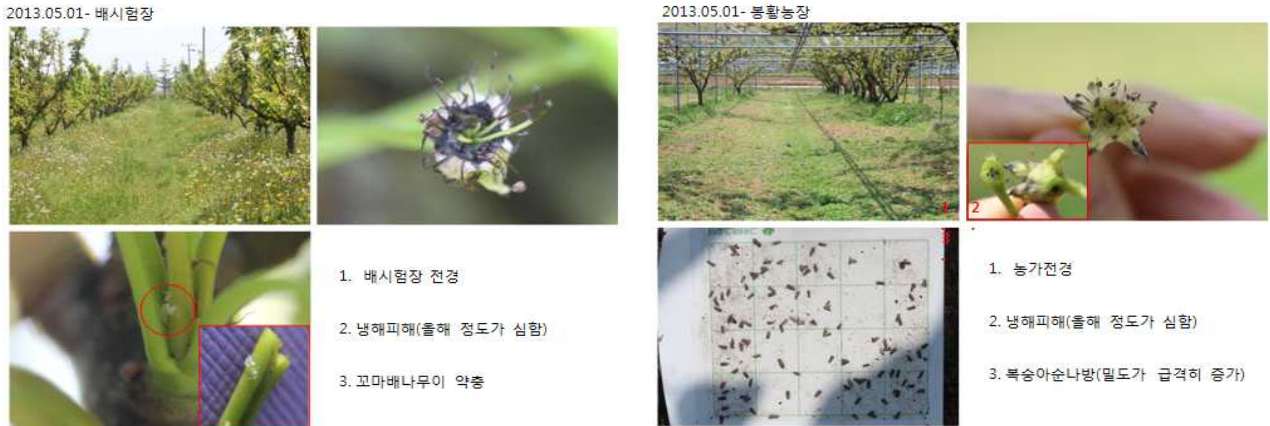 2013.05.01- 배시험장
1. 배시험장 전경
2. 냉해피해(올해 정도가 심함)
3. 꼬마배나무이 약충
2013.05.01- 봉황농장
1
2
3
1. 농가전경
2. 냉해피해(올해 정도가 심함)
3. 복숭아순나방(밀도가 급격히 증가)